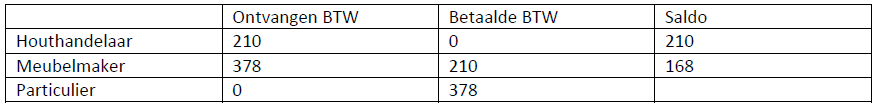 Ontvangen BTW Betaalde BTW Saldo
Houthandelaar 210 0 210
Meubelmaker 378 210 168
Particulier 0 378